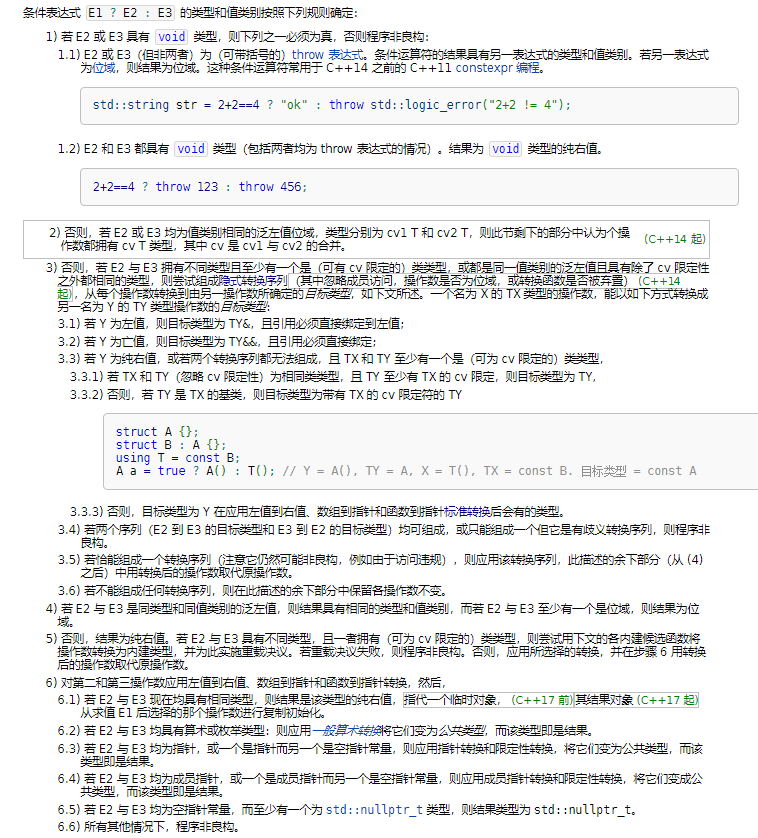 条件表达式 E1 ? E2 : E3 的类型和值类别按照下列规则确定：
1) 若 E2 或 E3 具有 void 类型，则下列之一必须为真，否则程序非良构：
1.1) E2 或 E3（但非两者）为（可带括号的）throw 表达式。条件运算符的结果具有另一表达式的类型和值类别。若另一表达式
为位域，则结果为位域。这种条件运算符常用于 C++14 之前的 C++11 constexpr 编程。
std::string str = 2+2==4 ? "ok" : throw std::logic_error("2+2 != 4");
1.2) E2 和 E3 都具有 void 类型（包括两者均为 throw 表达式的情况）。结果为 void 类型的纯右值。
2+2==4 ? throw 123 : throw 456;
2) 否则，若 E2 或 E3 均为值类别相同的泛左值位域，类型分别为 cv1 T 和 cv2 T，则此节剩下的部分中认为个操
作数都拥有 cv T 类型，其中 cv 是 cv1 与 cv2 的合并。
(C++14 起)
3) 否则，若 E2 与 E3 拥有不同类型且至少有一个是（可有 cv 限定的）类类型，或都是同一值类别的泛左值且具有除了 cv 限定性
之外都相同的类型，则尝试组成隐式转换序列（其中忽略成员访问，操作数是否为位域，或转换函数是否被弃置） (C++14
起)，从每个操作数转换到由另一操作数所确定的目标类型，如下文所述。一个名为 X 的 TX 类型的操作数，能以如下方式转换成
另一名为 Y 的 TY 类型操作数的目标类型：
3.1) 若 Y 为左值，则目标类型为 TY&，且引用必须直接绑定到左值；
3.2) 若 Y 为亡值，则目标类型为 TY&&，且引用必须直接绑定；
3.3) 若 Y 为纯右值，或若两个转换序列都无法组成，且 TX 和 TY 至少有一个是（可为 cv 限定的）类类型，
3.3.1) 若 TX 和 TY（忽略 cv 限定性）为相同类类型，且 TY 至少有 TX 的 cv 限定，则目标类型为 TY，
3.3.2) 否则，若 TY 是 TX 的基类，则目标类型为带有 TX 的 cv 限定符的 TY
struct A {};
struct B : A {};
using T = const B;
A a = true ? A() : T(); // Y = A(), TY = A, X = T(), TX = const B. 目标类型 = const A
3.3.3) 否则，目标类型为 Y 在应用左值到右值、数组到指针和函数到指针标准转换后会有的类型。
3.4) 若两个序列（E2 到 E3 的目标类型和 E3 到 E2 的目标类型）均可组成，或只能组成一个但它是有歧义转换序列，则程序非
良构。
3.5) 若恰能组成一个转换序列（注意它仍然可能非良构，例如由于访问违规），则应用该转换序列，此描述的余下部分（从 (4)
之后）中用转换后的操作数取代原操作数。
3.6) 若不能组成任何转换序列，则在此描述的余下部分中保留各操作数不变。
4) 若 E2 与 E3 是同类型和同值类别的泛左值，则结果具有相同的类型和值类别，而若 E2 与 E3 至少有一个是位域，则结果为位
域。
5) 否则，结果为纯右值。若 E2 与 E3 具有不同类型，且一者拥有（可为 cv 限定的）类类型，则尝试用下文的各内建候选函数将
操作数转换为内建类型，并为此实施重载决议。若重载决议失败，则程序非良构。否则，应用所选择的转换，并在步骤 6 用转换
后的操作数取代原操作数。
6) 对第二和第三操作数应用左值到右值、数组到指针和函数到指针转换，然后，
6.1) 若 E2 与 E3 现在均具有相同类型，则结果是该类型的纯右值，指代一个临时对象， (C++17 前)其结果对象 (C++17 起)
从求值 E1 后选择的那个操作数进行复制初始化。
6.2) 若 E2 与 E3 均具有算术或枚举类型：则应用一般算术转换将它们变为公共类型，而该类型即是结果。
6.3) 若 E2 与 E3 均为指针，或一个是指针而另一个是空指针常量，则应用指针转换和限定性转换，将它们变为公共类型，而该
类型即是结果。
6.4) 若 E2 与 E3 均为成员指针，或一个是成员指针而另一个是空指针常量，则应用成员指针转换和限定性转换，将它们变成公
共类型，而该类型即是结果。
6.5) 若 E2 与 E3 均为空指针常量，而至少有一个为 std::nullptr_t 类型，则结果类型为 std::nullptr_t。
6.6) 所有其他情况下，程序非良构。